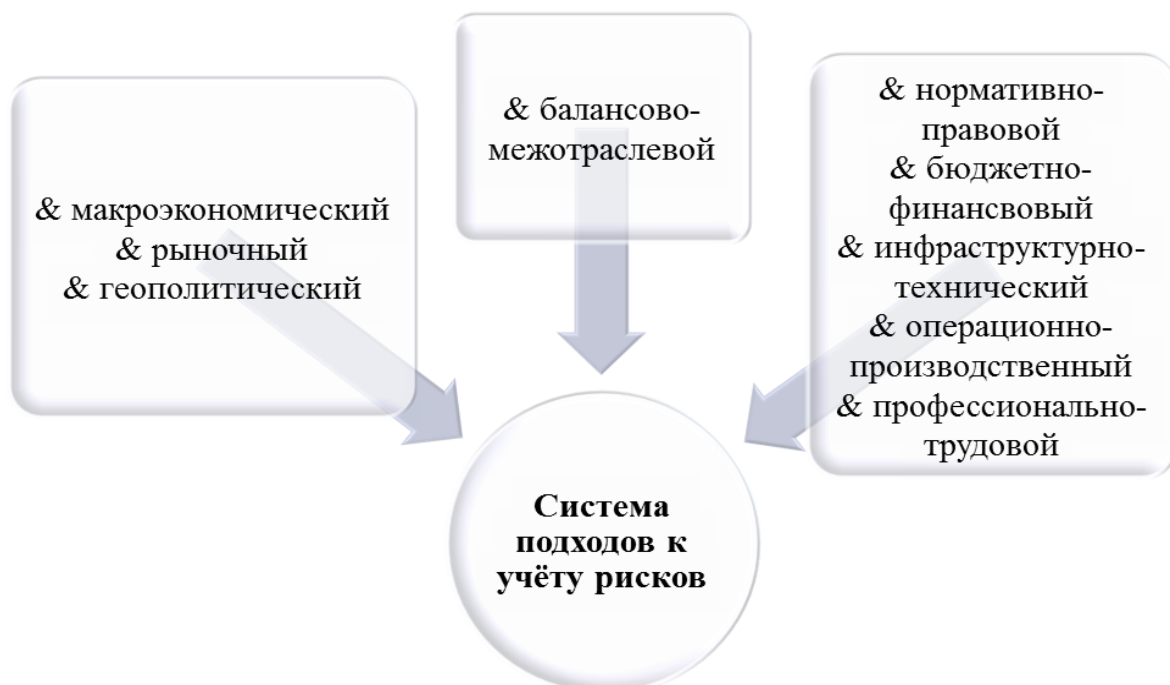 & макроэкономический
& рыночный
& геополитический
& балансово-
межотраслевой
& нормативно-
правовой
& бюджетно-
финансвовый
& инфраструктурно-
технический
& операционно-
производственный
& профессионально-
трудовой
Система
подходов к
учёту рисков